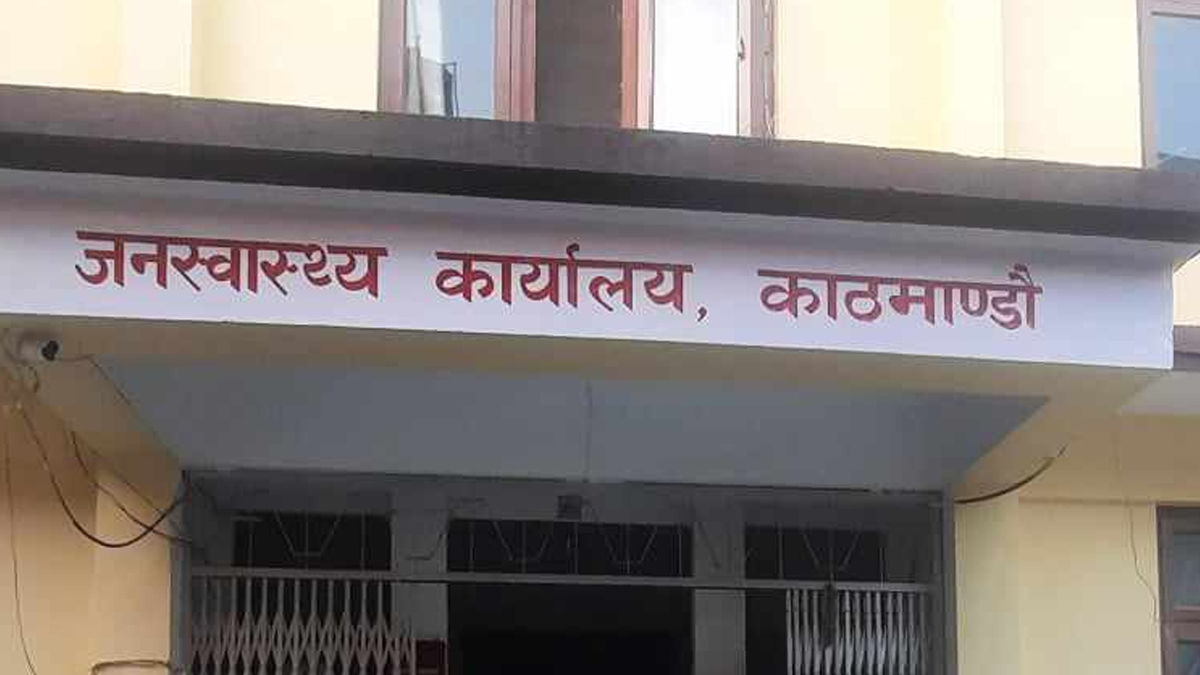 जनस्वास्थ्य कार्यालय, काठमाण्डौ